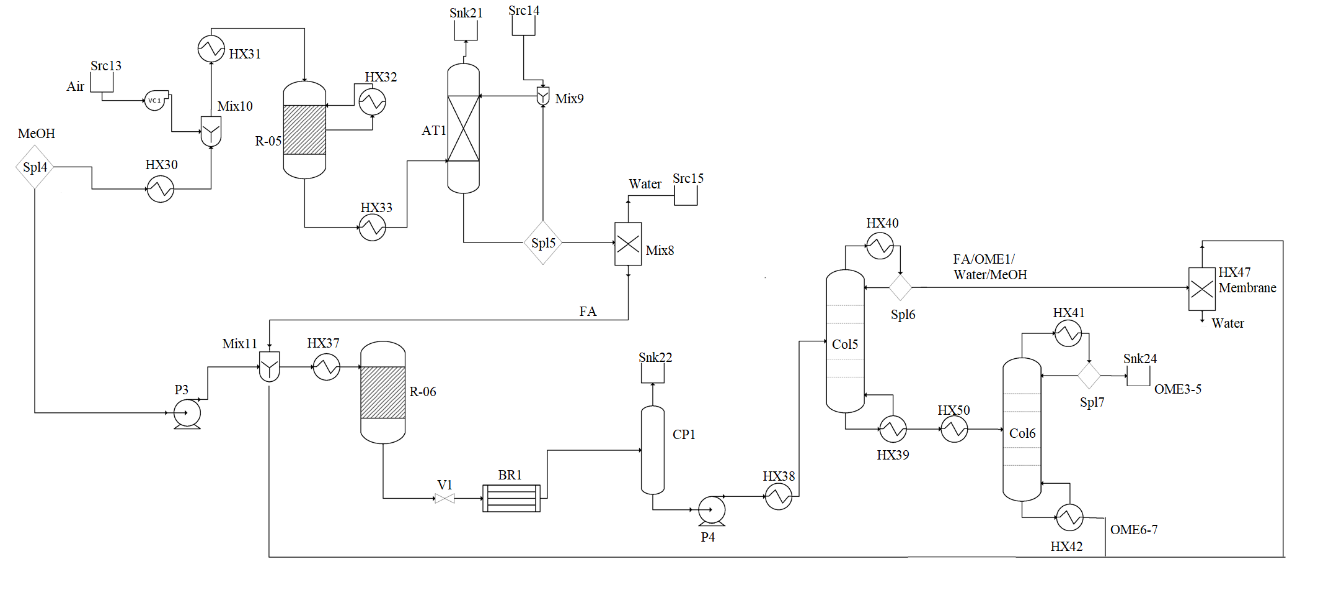 Snk21
Src14
HX31
Src13
Air
VC1
Mix10
HX32
Mix9
R-05
AT1
MeOH
Spl4
HX30
HX33
Water
Src15
Spl5
Mix8
HX40
FA/OME1/
Water/MeOH
HX47
Membrane
Spl6
Water
FA
HX41
Mix11
HX37
Col5
Snk22
Snk24
OME3-5
Spl7
P3
R-06
HX50
CP1
Col6
HX39
V1
BR1
HX38
P4
OME6-7
HX42